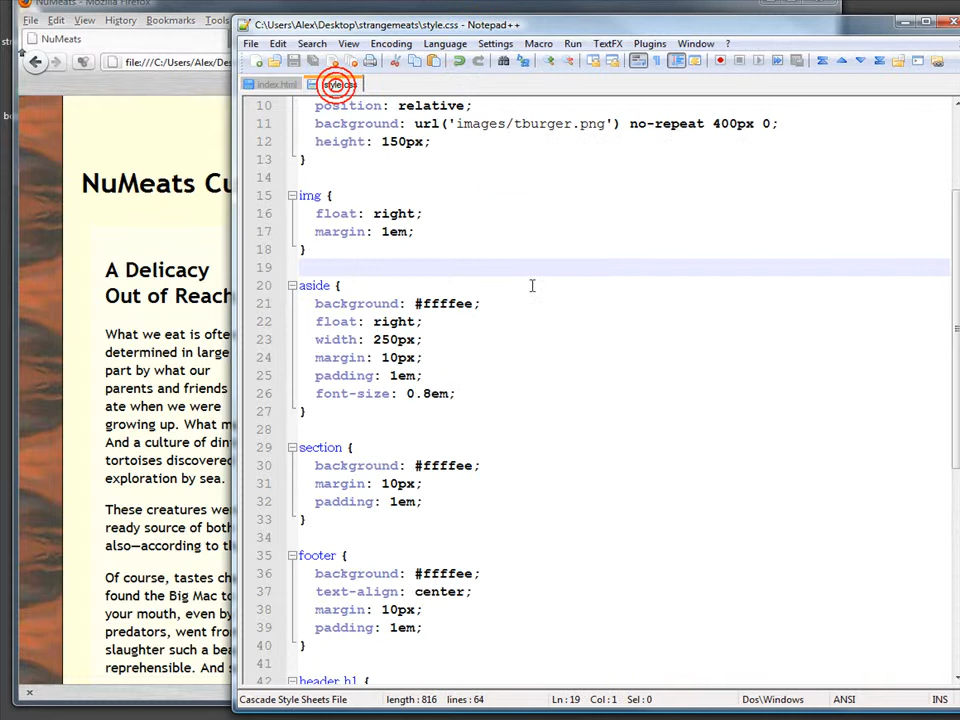 NuMeats - Mozilla Firefox
File Edit View History Bookmarks Tools
NuMeats
file:///C:/Users/Alex/Des
NuMeats Cu
A Delicacy
Out of Reach
What we eat is ofte
determined in large
part by what our
parents and friends
ate when we were
growing up. What m
And a culture of din
tortoises discovered
exploration by sea.
These creatures wer
ready source of both
also—according to th
Of course, tastes ch
found the Big Mac to
your mouth, even by
predators, went from
slaughter such a bea
reprehensible. And s
C:\Users\Alex\Desktop\strangemeats\style.css - Notepad++
File Edit Search View Encoding Language Settings Macro Run TextFX Plugins Window ?
index.html style.css
10 position: relative;
11 background: url('images/tburger.png') no-repeat 400px 0;
12 height: 150px;
13 }
14
15 img {
16 float: right;
17 margin: 1em;
18 }
19
20 aside {
21 background: #ffffee;
22 float: right;
23 width: 250px;
24 margin: 10px;
25 padding: 1em;
26 font-size: 0.8em;
27 }
28
29 section {
30 background: #ffffee;
31 margin: 10px;
32 padding: 1em;
33 }
34
35 footer {
36 background: #ffffee;
37 text-align: center;
38 margin: 10px;
39 padding: 1em;
40 }
41
42 header h1 {
Cascade Style Sheets File length : 816 lines : 64 Ln : 19 Col : 1 Sel : 0 Dos\Windows ANSI INS